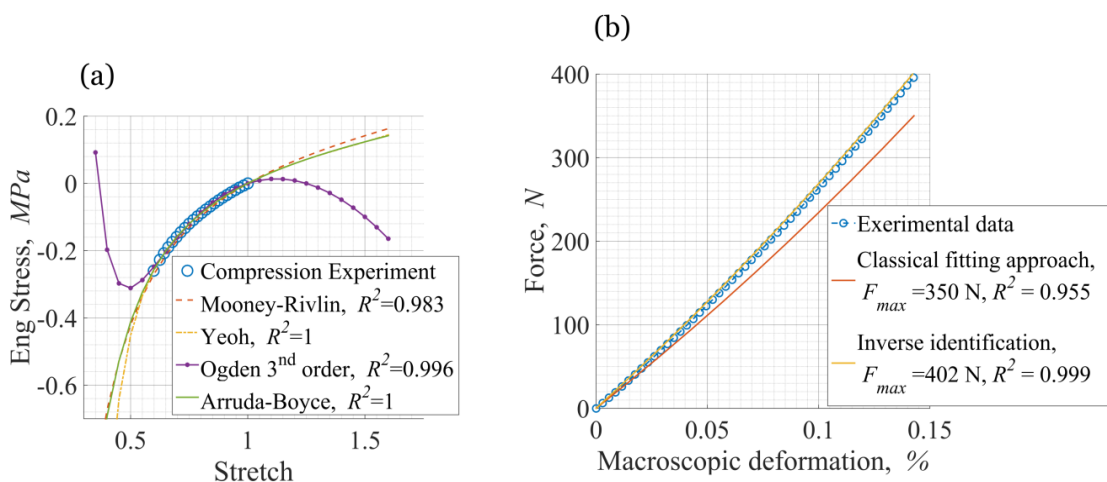 (a)
0.2
0
-0.2
-0.4
-0.6
Eng Stress, MPa
0.5
1
1.5
Stretch
Compression Experiment
Mooney-Rivlin, R²=0.983
Yeoh, R²=1
Ogden 3ʳᵈ order, R²=0.996
Arruda-Boyce, R²=1
(b)
400
300
200
100
0
Force, N
0
0.05
0.1
0.15
Macroscopic deformation, %
Exerimental data
Classical fitting approach,
Fₘₐₓ =350 N, R² = 0.955
Inverse identification,
Fₘₐₓ =402 N, R² = 0.999